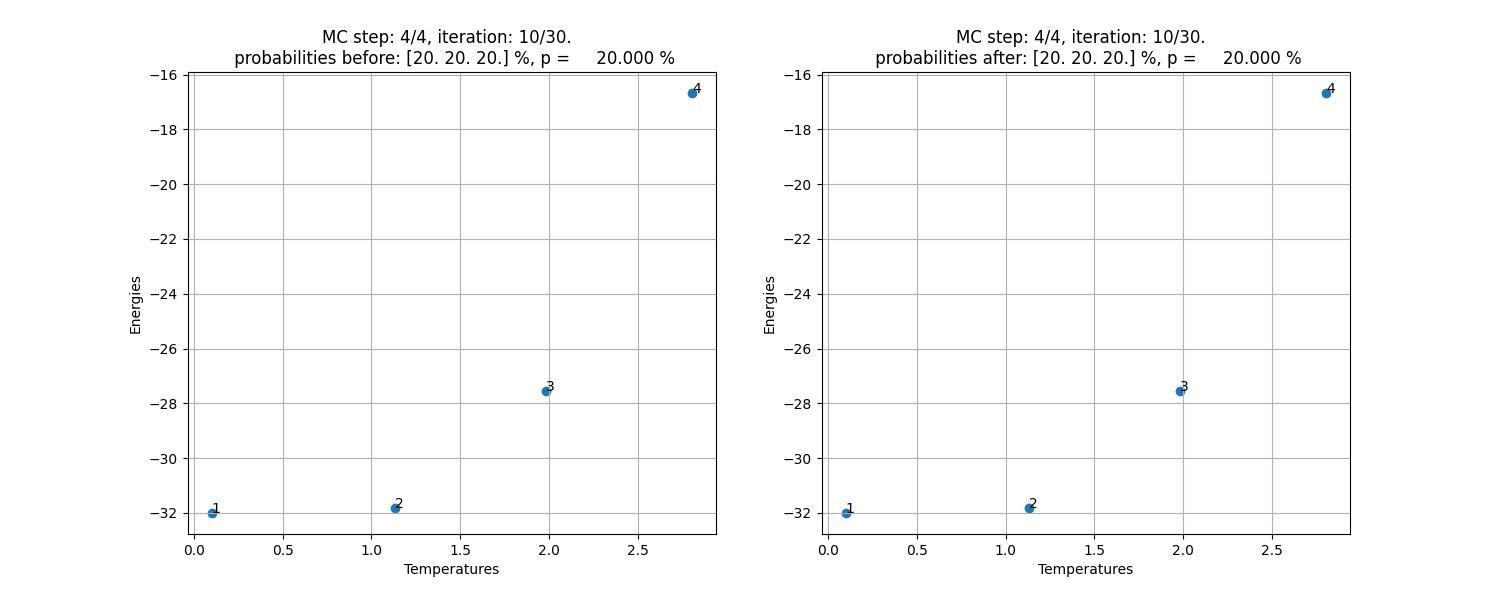 MC step: 4/4, iteration: 10/30.
probabilities before: [20. 20. 20.] %, p = 20.000 %
−16
−18
−20
−22
−24
−26
−28
−30
−32
Energies
4
3
2
1
0.0 0.5 1.0 1.5 2.0 2.5
Temperatures
MC step: 4/4, iteration: 10/30.
probabilities after: [20. 20. 20.] %, p = 20.000 %
−16
−18
−20
−22
−24
−26
−28
−30
−32
Energies
4
3
2
1
0.0 0.5 1.0 1.5 2.0 2.5
Temperatures